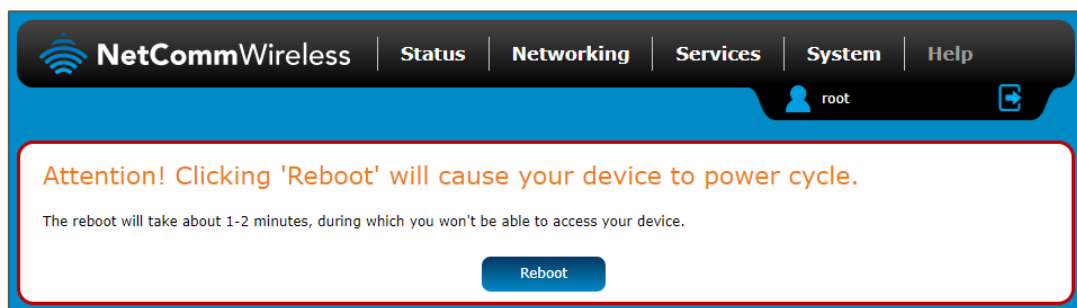 NetCommWireless Status Networking Services System Help
root
Attention! Clicking 'Reboot' will cause your device to power cycle.
The reboot will take about 1-2 minutes, during which you won't be able to access your device.
Reboot